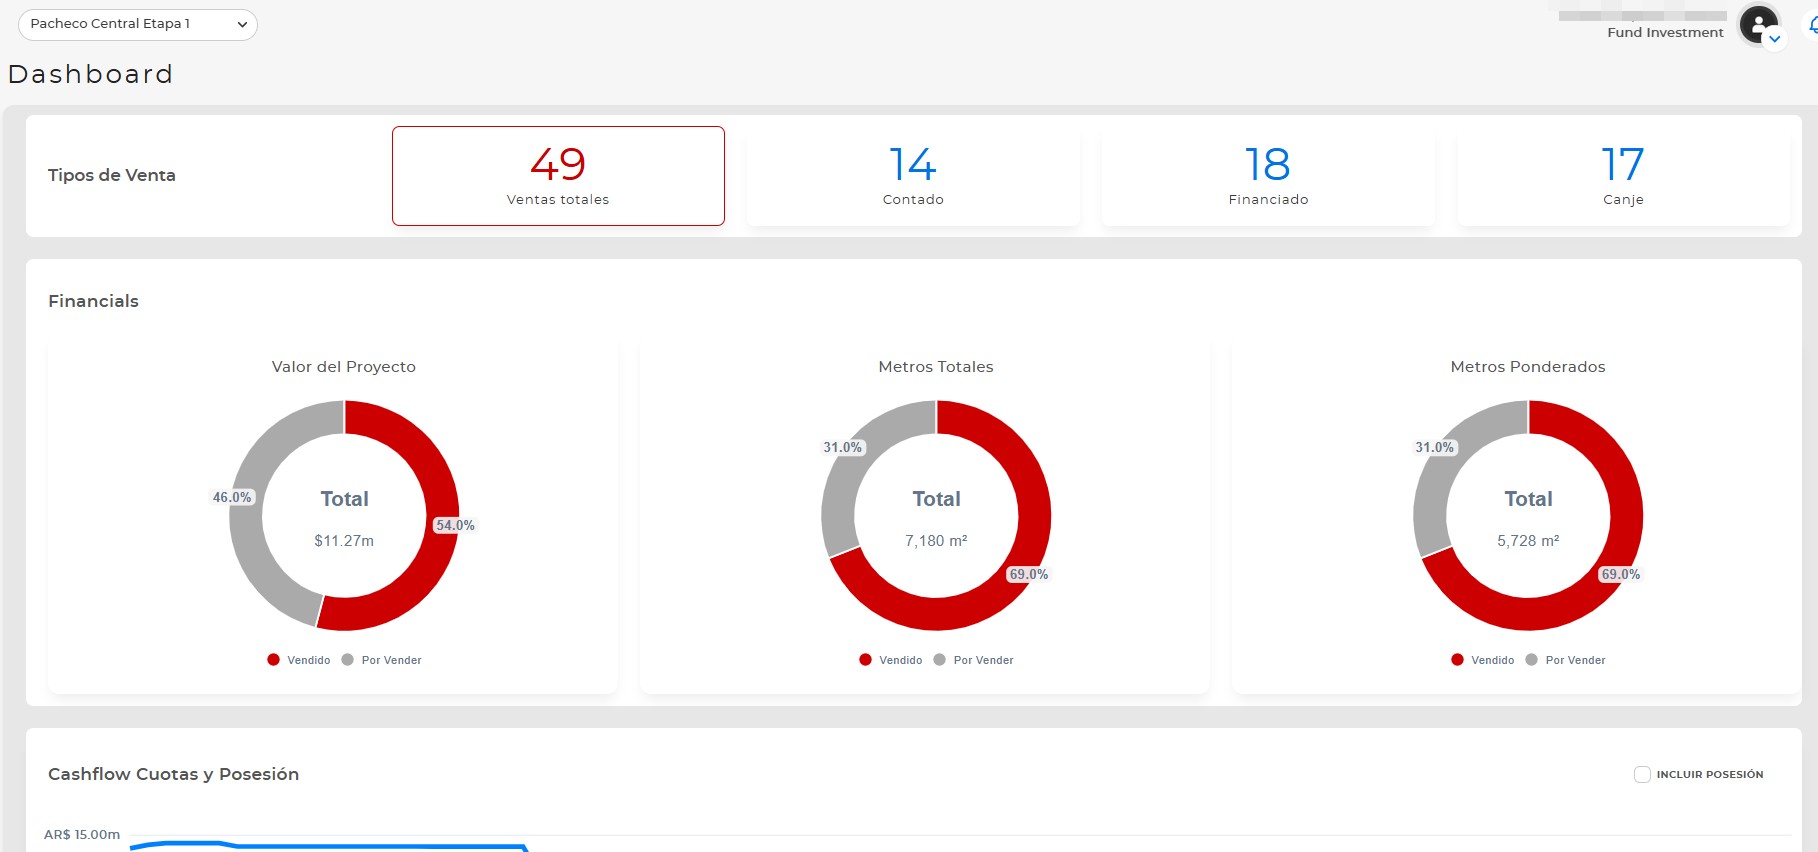 Pacheco Central Etapa 1
Fund Investment
Dashboard
Tipos de Venta
49
Ventas totales
14
Contado
18
Financiado
17
Canje
Financials
Valor del Proyecto
46.0%
54.0%
Total
$11.27m
Vendido
Por Vender
Metros Totales
31.0%
69.0%
Total
7,180 m²
Vendido
Por Vender
Metros Ponderados
31.0%
69.0%
Total
5,728 m²
Vendido
Por Vender
Cashflow Cuotas y Posesión
INCLUIR POSESIÓN
AR$ 15.00m